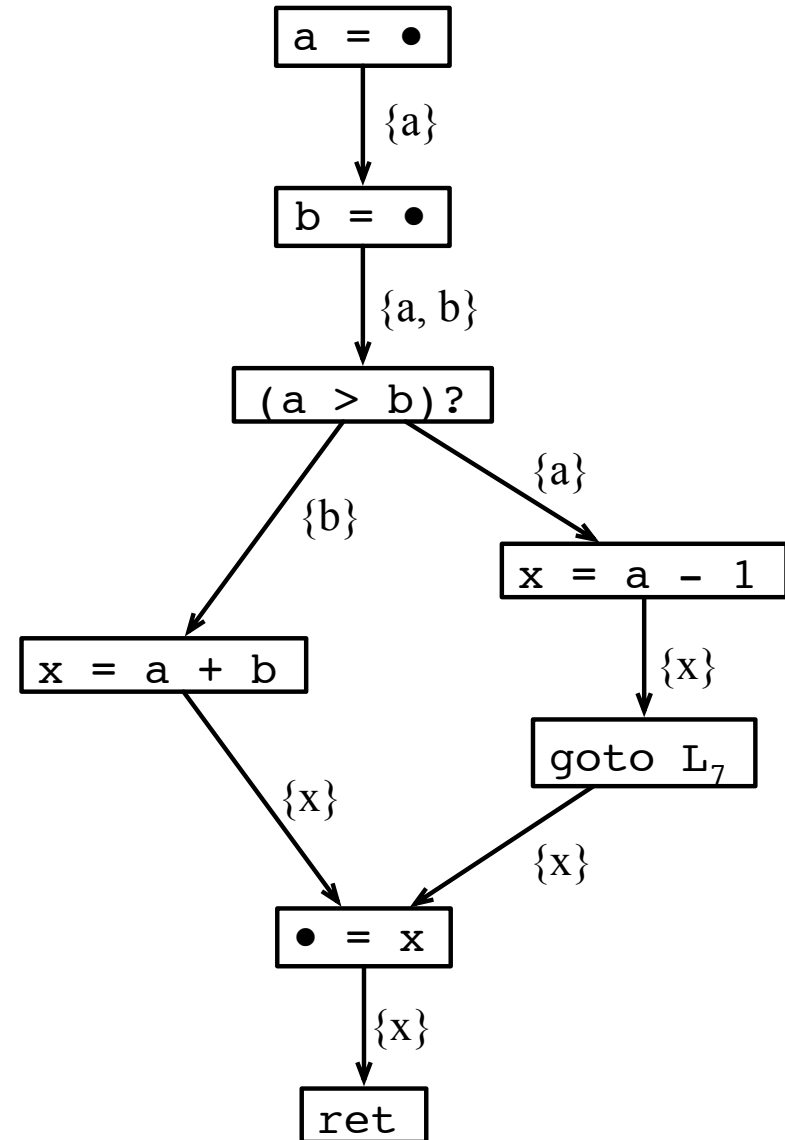 a = •
{a}
b = •
{a, b}
(a > b)?
{a}
{b}
x = a - 1
x = a + b
{x}
goto L₇
{x}
{x}
• = x
{x}
ret